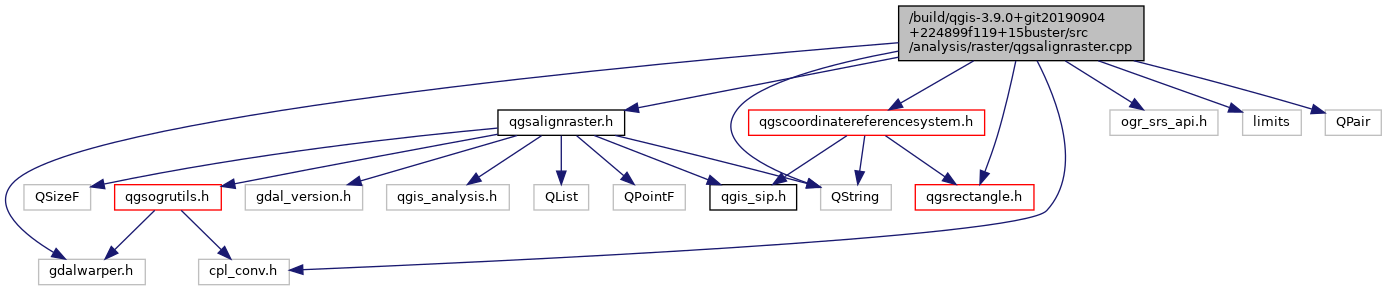 /build/qgis-3.9.0+git20190904
+224899f119+15buster/src
/analysis/raster/qgsalignraster.cpp
qgsalignraster.h
qgscoordinatereferencesystem.h
ogr_srs_api.h
limits
QPair
QSizeF
qgsogrutils.h
gdal_version.h
qgis_analysis.h
QList
QPointF
qgis_sip.h
QString
qgsrectangle.h
gdalwarper.h
cpl_conv.h